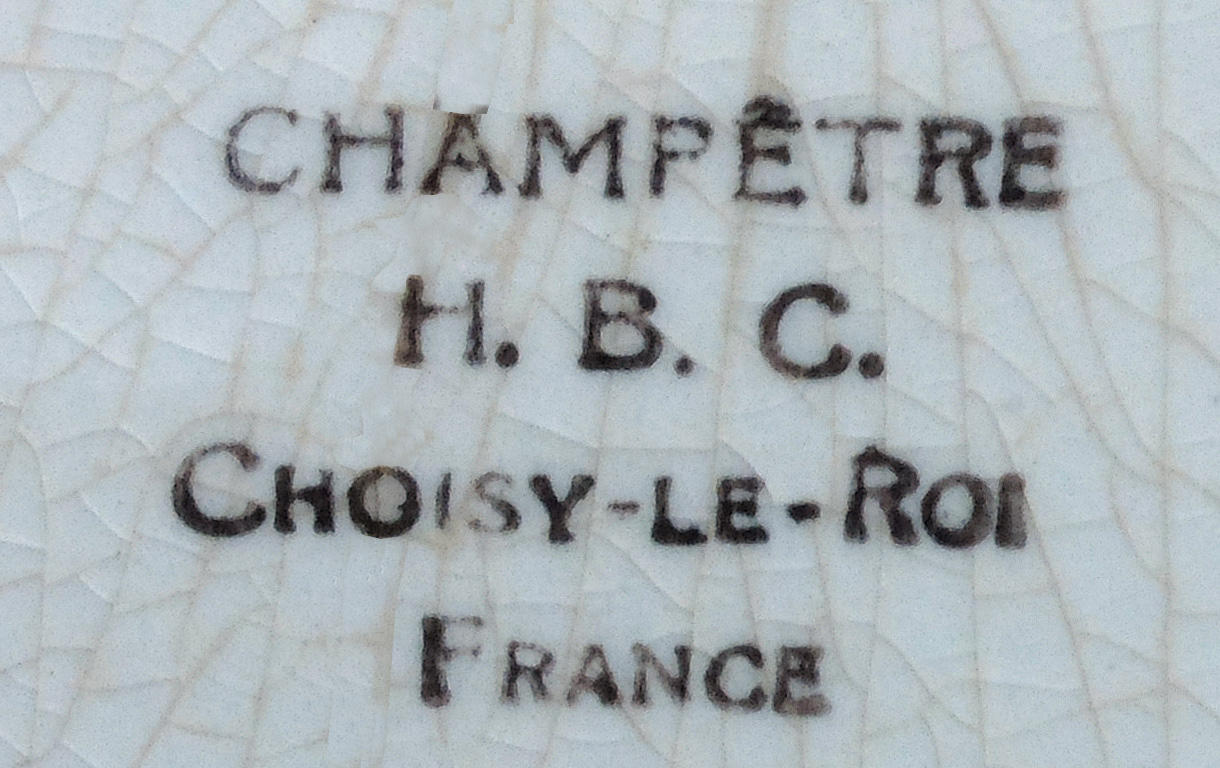 CHAMPÊTRE
H. B. C.
CHOISY-LE-ROI
FRANCE